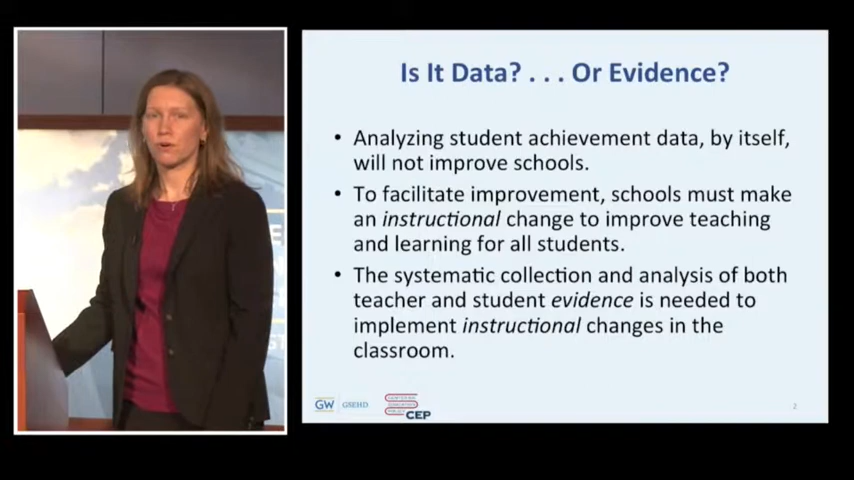 Is It Data? . . . Or Evidence?
• Analyzing student achievement data, by itself,
will not improve schools.
• To facilitate improvement, schools must make
an instructional change to improve teaching
and learning for all students.
• The systematic collection and analysis of both
teacher and student evidence is needed to
implement instructional changes in the
classroom.
GW GSEHD
CEP
2